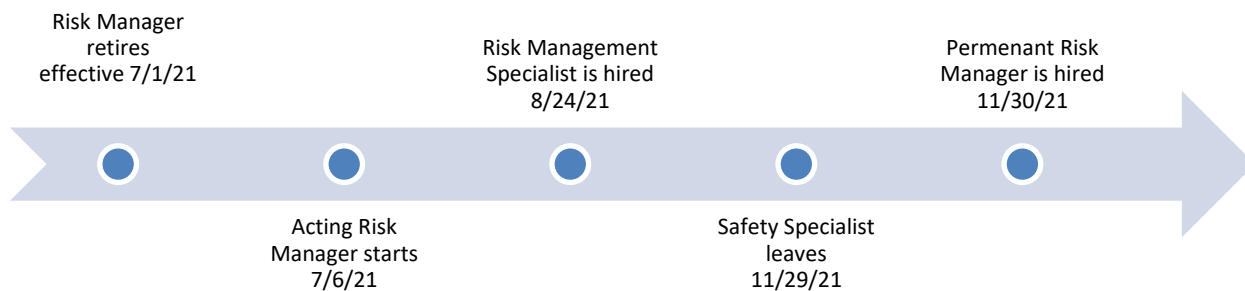 Risk Manager
retires
effective 7/1/21
Acting Risk
Manager starts
7/6/21
Risk Management
Specialist is hired
8/24/21
Safety Specialist
leaves
11/29/21
Permenant Risk
Manager is hired
11/30/21